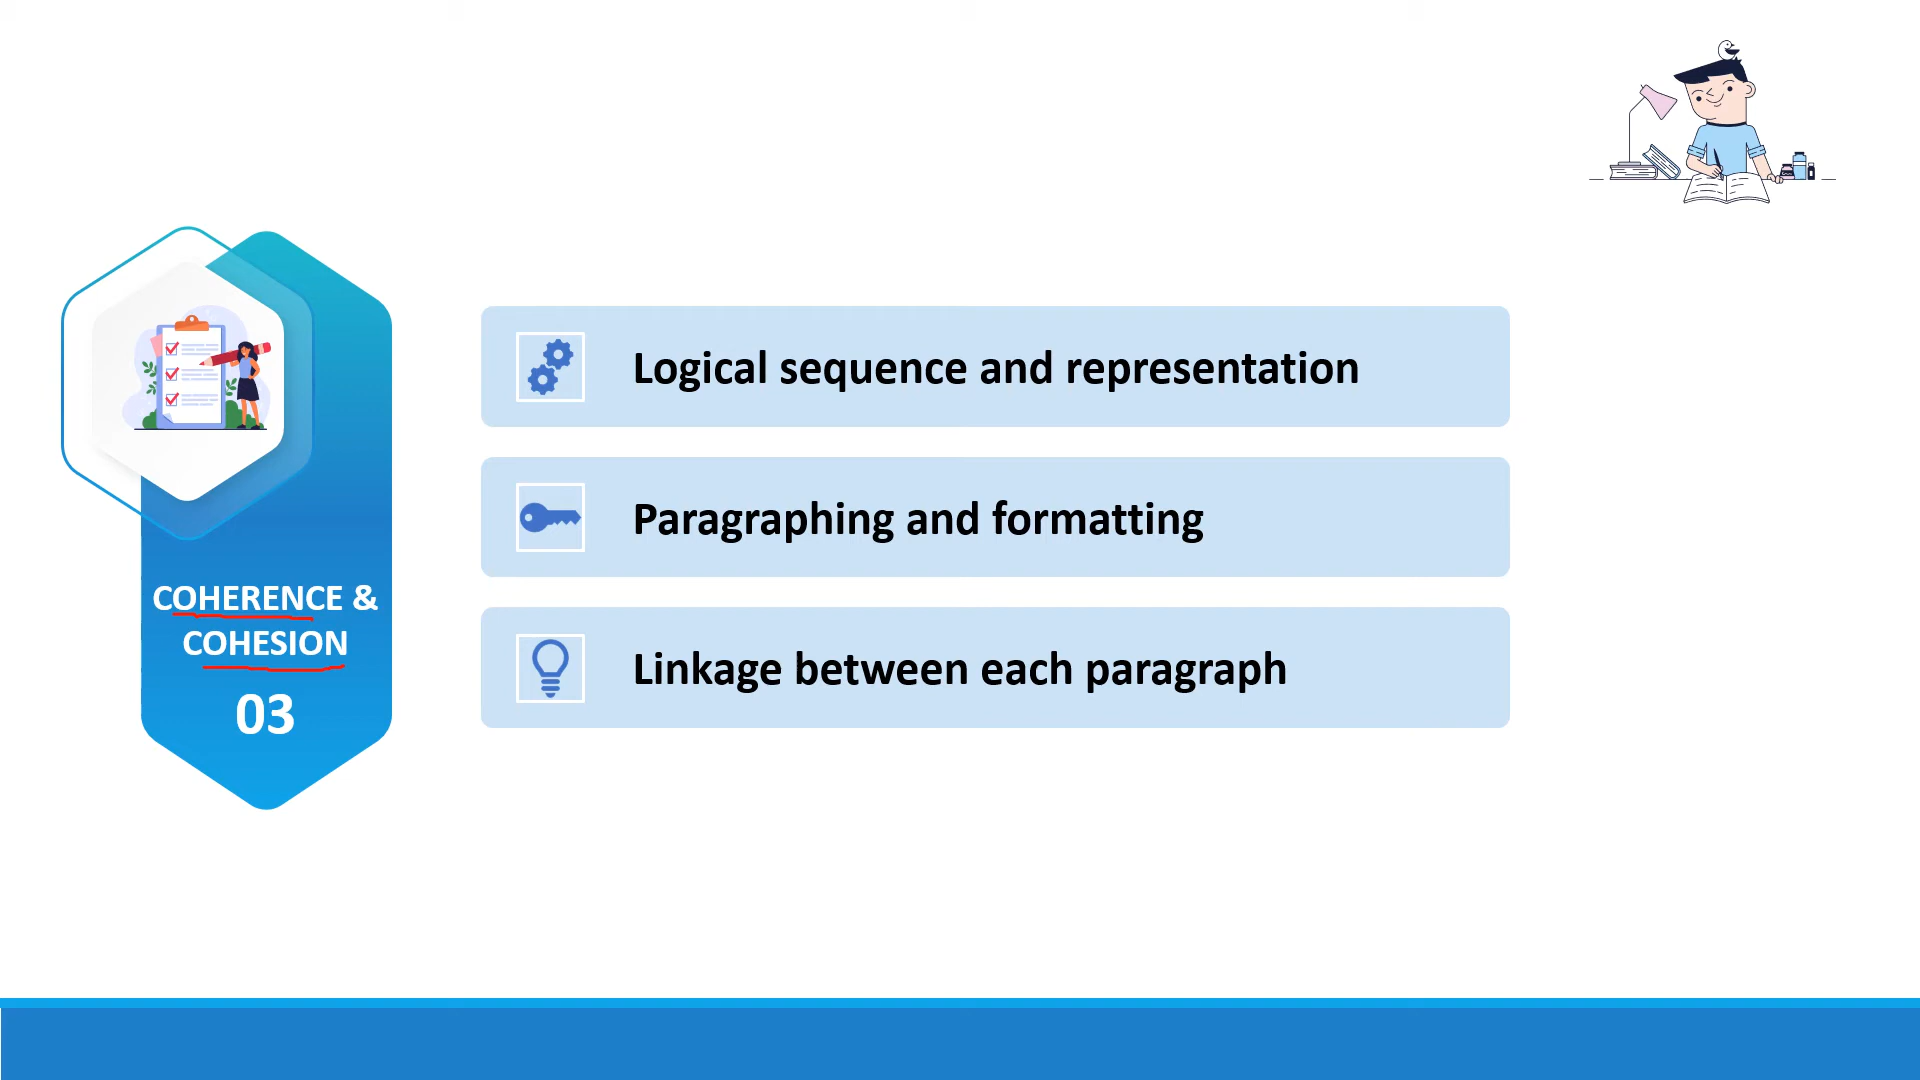 COHERENCE &
COHESION
03
Logical sequence and representation
Paragraphing and formatting
Linkage between each paragraph